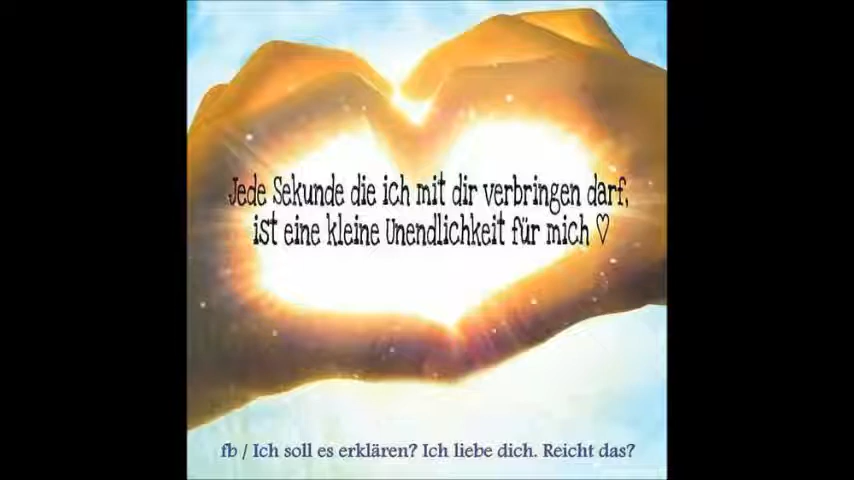 Jede Sekunde die ich mit dir verbringen darf,
ist eine kleine Unendlichkeit für mich ♡
fb / Ich soll es erklären? Ich liebe dich. Reicht das?